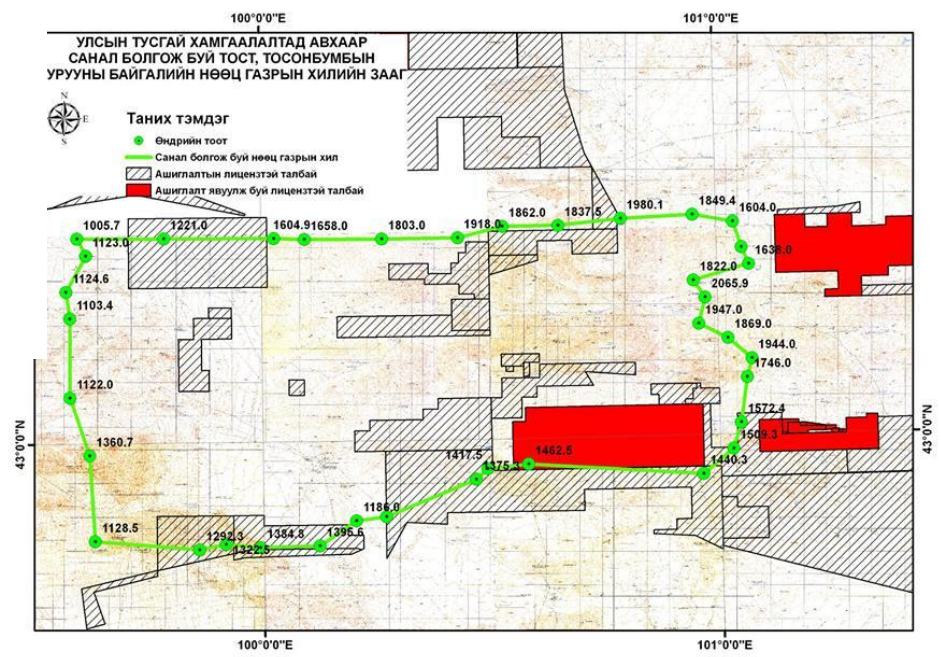 100°0'0"E
101°0'0"E
УЛСЫН ТУСГАЙ ХАМГААЛАЛТАД АВХААР
САНАЛ БОЛГОЖ БУЙ ТОСТ, ТОСОНБУМБЫН
УРУУНЫ БАЙГАЛИЙН НӨӨЦ ГАЗРЫН ХИЛИЙН ЗААГ
N
E
S
Таних тэмдэг
Өндрийн тоот
Санал болгож буй нөөц газрын хил
Ашиглалтын лицензтэй талбай
Ашиглалт явуулж буй лицензтэй талбай
1005.7
1221.0
1604.9
1658.0
1803.0
1918.0
1862.0
1837.5
1980.1
1849.4
1604.0
1123.0
1638.0
1124.6
1822.0
2065.9
1103.4
1947.0
1869.0
1944.0
1746.0
1122.0
1572.4
1509.3
1360.7
1417.5
1375.3
1462.5
1440.3
43°0'0"N
43°0'0"N
1186.0
1128.5
1292.3
1322.5
1384.8
1396.6
100°0'0"E
101°0'0"E